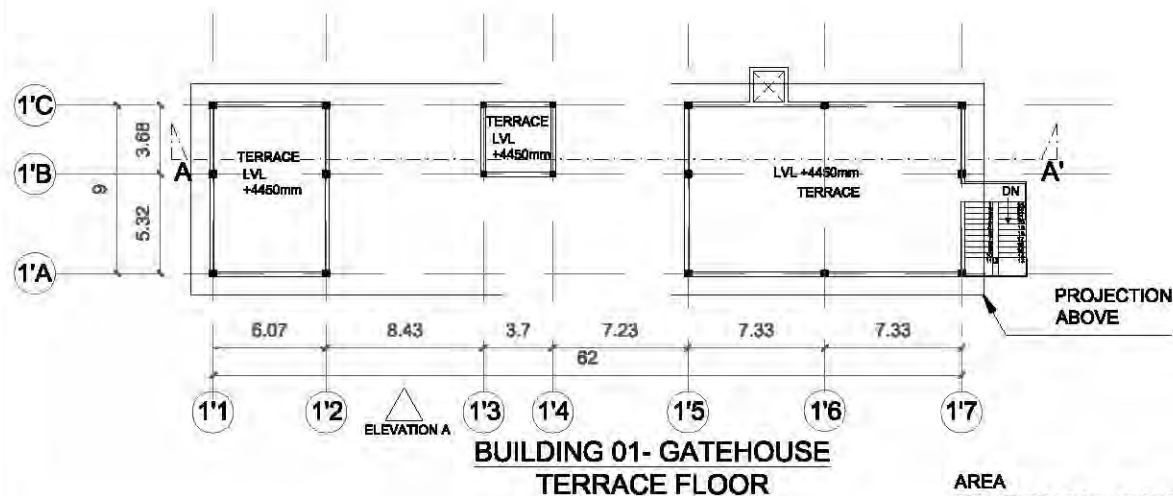 1'C
1'B
1'A
3.68
9
5.32
A
TERRACE
LVL
+4450mm
TERRACE
LVL
+4450mm
LVL +4450mm
TERRACE
A'
DN
PROJECTION
ABOVE
6.07
8.43
3.7
7.23
7.33
7.33
62
1'1
1'2
1'3
1'4
1'5
1'6
1'7
ELEVATION A
BUILDING 01- GATEHOUSE
TERRACE FLOOR
AREA